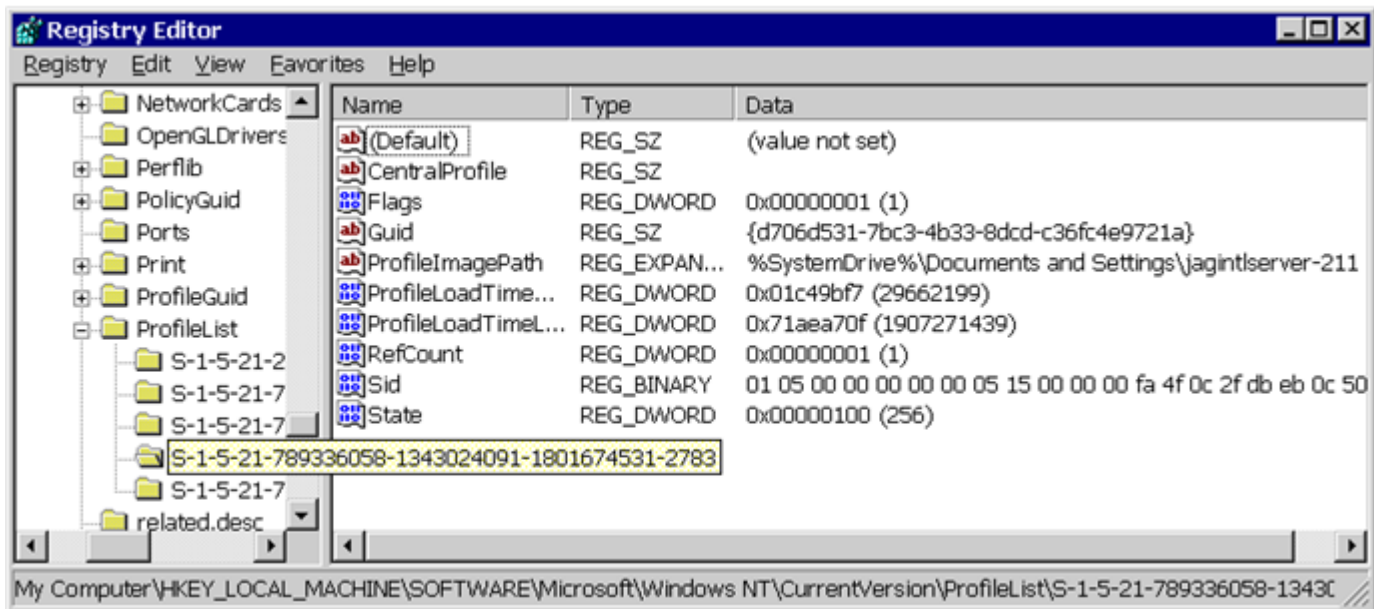 Registry Editor
Registry Edit View Favorites Help
NetworkCards
OpenGLDrivers
Perflib
PolicyGuid
Ports
Print
ProfileGuid
ProfileList
S-1-5-21-2
S-1-5-21-7
S-1-5-21-7
S-1-5-21-789336058-1343024091-1801674531-2783
S-1-5-21-7
related.desc
Name Type Data
(Default) REG_SZ (value not set)
CentralProfile REG_SZ
Flags REG_DWORD 0x00000001 (1)
Guid REG_SZ {d706d531-7bc3-4b33-8dcd-c36fc4e9721a}
ProfileImagePath REG_EXPAN... %SystemDrive%\Documents and Settings\jagintlserver-211
ProfileLoadTime... REG_DWORD 0x01c49bf7 (29662199)
ProfileLoadTimeL... REG_DWORD 0x71aea70f (1907271439)
RefCount REG_DWORD 0x00000001 (1)
Sid REG_BINARY 01 05 00 00 00 00 00 05 15 00 00 00 fa 4f 0c 2f db eb 0c 50
State REG_DWORD 0x00000100 (256)
My Computer\HKEY_LOCAL_MACHINE\SOFTWARE\Microsoft\Windows NT\CurrentVersion\ProfileList\S-1-5-21-789336058-1343(